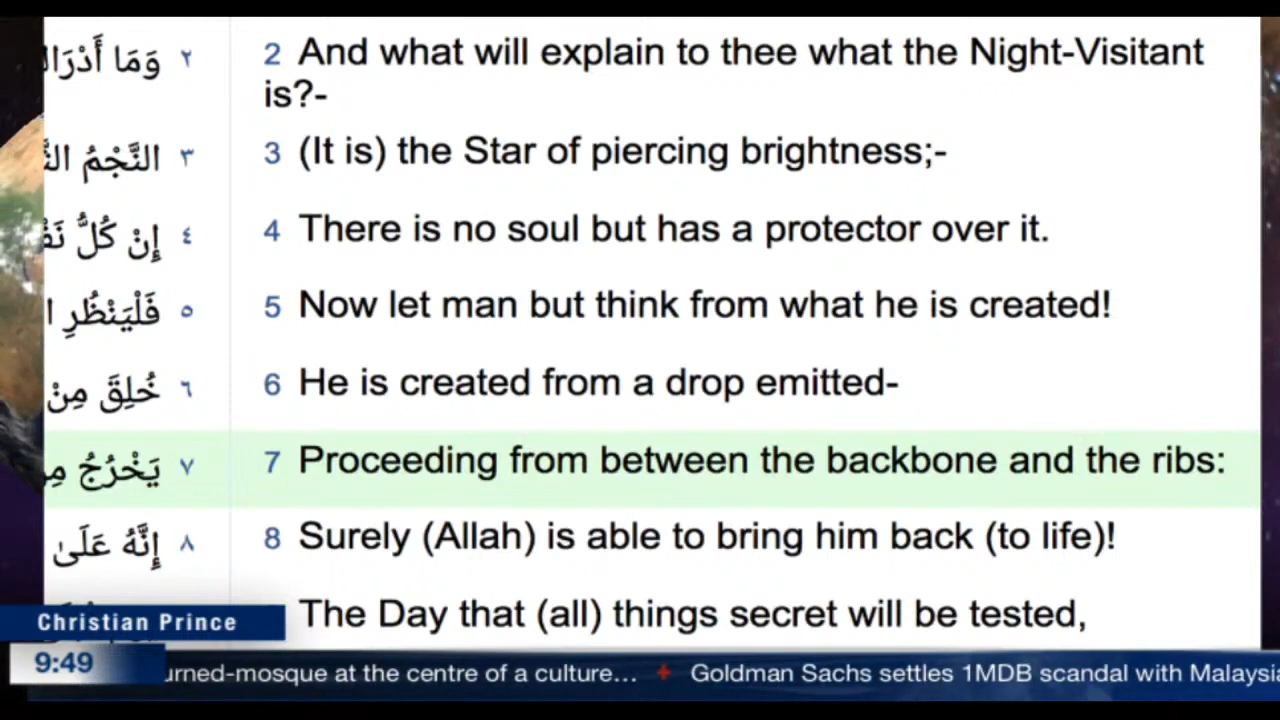 وَمَا ٢ 2 And what will explain to thee what the Night-Visitant
is?-
النَّجْمُ ٣ 3 (It is) the Star of piercing brightness;-
إِنْ كُلُّ ٤ 4 There is no soul but has a protector over it.
فَلْيَنْظُرِ ٥ 5 Now let man but think from what he is created!
خُلِقَ مِنْ ٦ 6 He is created from a drop emitted-
يَخْرُجُ ٧ 7 Proceeding from between the backbone and the ribs:
إِنَّهُ عَلَىٰ ٨ 8 Surely (Allah) is able to bring him back (to life)!
The Day that (all) things secret will be tested,
Christian Prince
9:49
urned-mosque at the centre of a culture... + Goldman Sachs settles 1MDB scandal with Malaysia